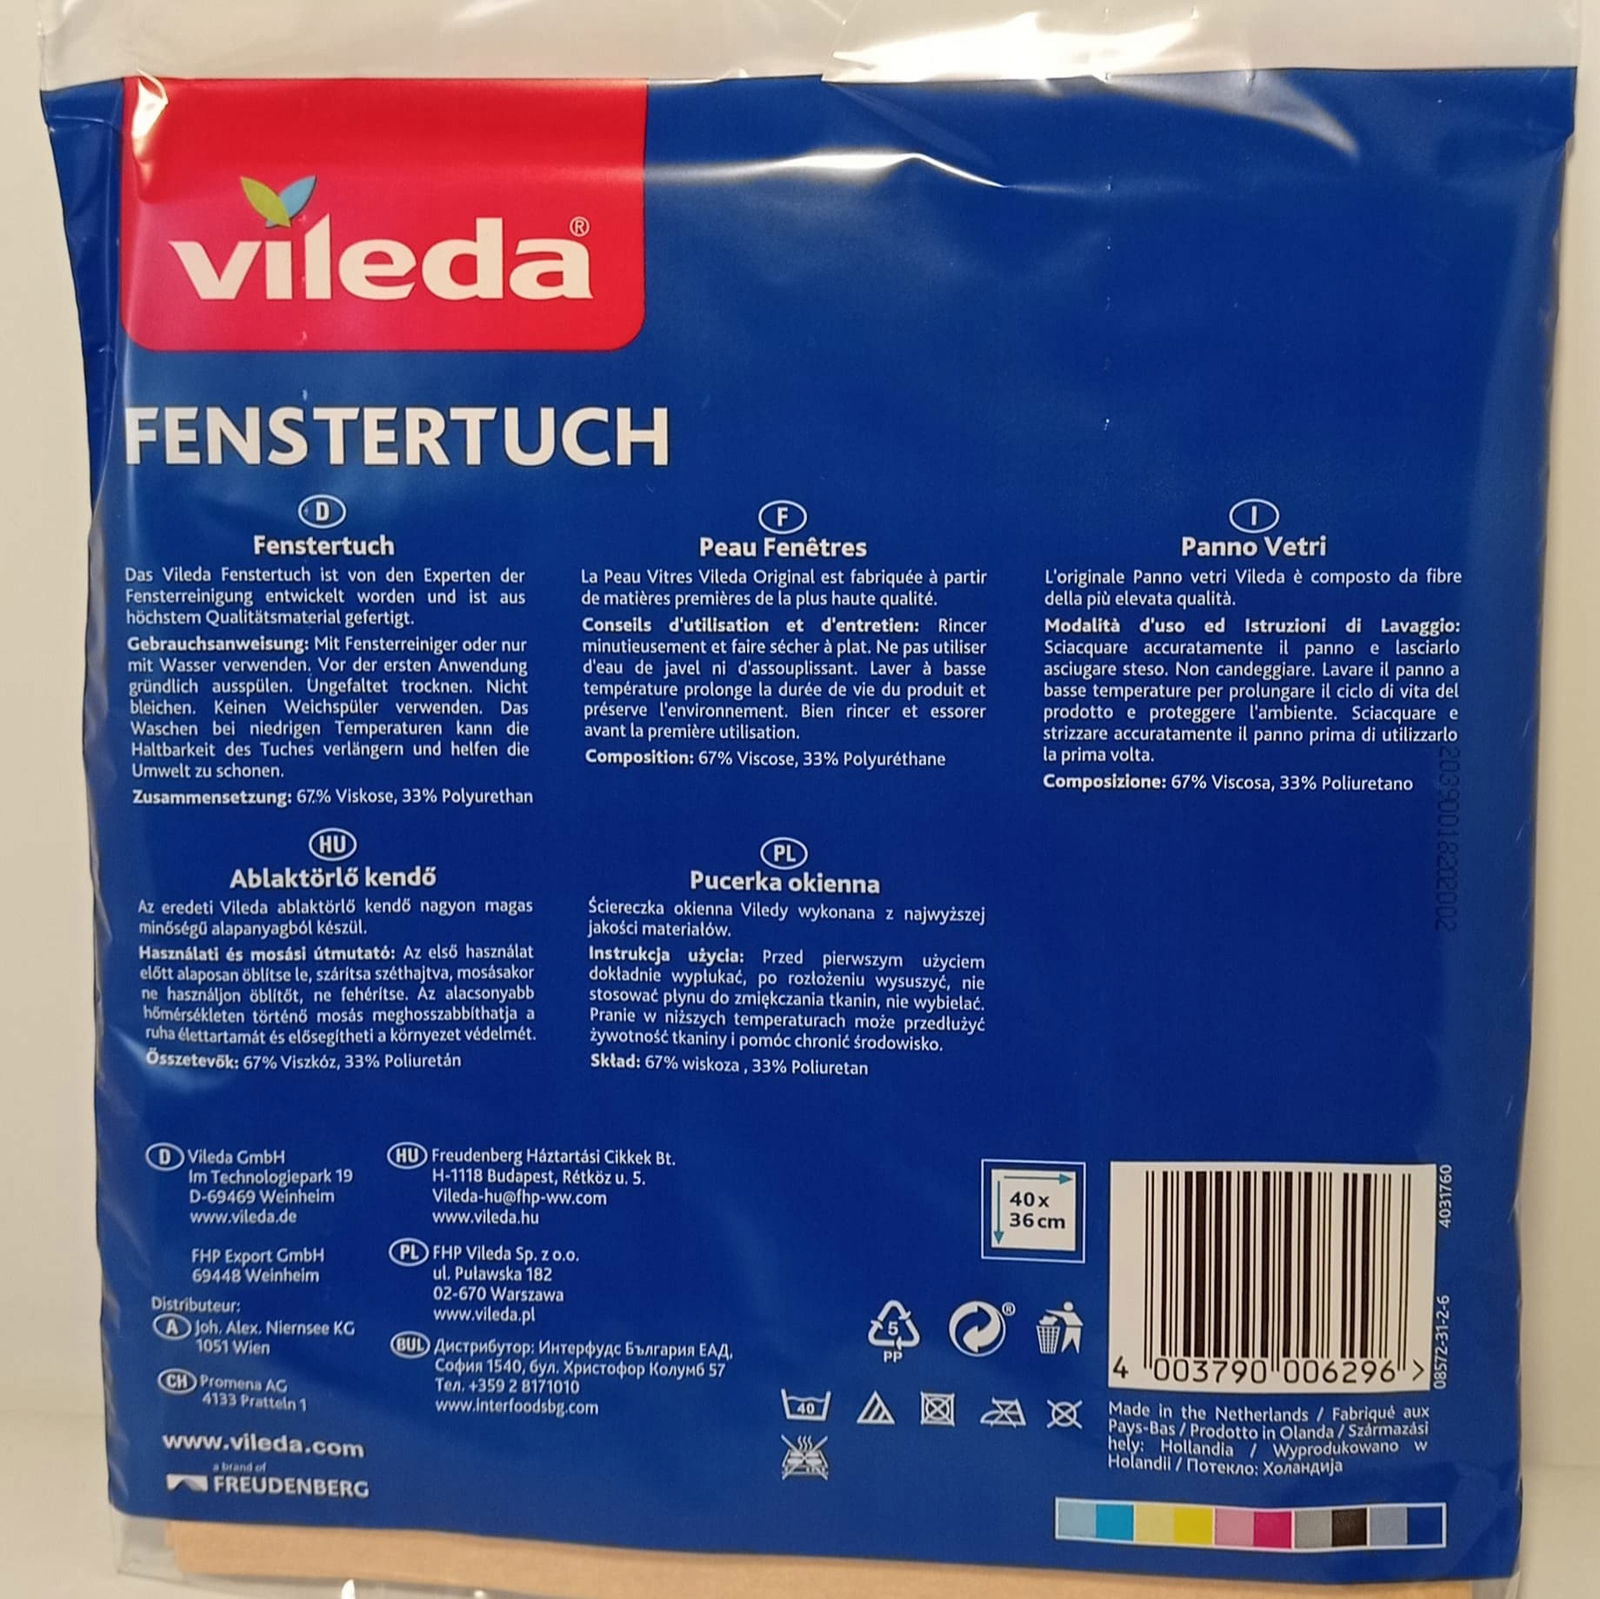 vileda®
FENSTERTUCH
D
Fenstertuch
Das Vileda Fenstertuch ist von den Experten der
Fensterreinigung entwickelt worden und ist aus
höchstem Qualitätsmaterial gefertigt.
Gebrauchsanweisung: Mit Fensterreiniger oder nur
mit Wasser verwenden. Vor der ersten Anwendung
gründlich ausspülen. Ungefaltet trocknen. Nicht
bleichen. Keinen Weichspüler verwenden. Das
Waschen bei niedrigen Temperaturen kann die
Haltbarkeit des Tuches verlängern und helfen die
Umwelt zu schonen.
Zusammensetzung: 67% Viskose, 33% Polyurethan
F
Peau Fenêtres
La Peau Vitres Vileda Original est fabriquée à partir
de matières premières de la plus haute qualité.
Conseils d'utilisation et d'entretien: Rincer
minutieusement et faire sécher à plat. Ne pas utiliser
d'eau de javel ni d'assouplissant. Laver à basse
température prolonge la durée de vie du produit et
préserve l'environnement. Bien rincer et essorer
avant la première utilisation.
Composition: 67% Viscose, 33% Polyuréthane
I
Panno Vetri
L'originale Panno vetri Vileda è composto da fibre
della più elevata qualità.
Modalità d'uso ed Istruzioni di Lavaggio:
Sciacquare accuratamente il panno e lasciarlo
asciugare steso. Non candeggiare. Lavare il panno a
basse temperature per prolungare il ciclo di vita del
prodotto e proteggere l'ambiente. Sciacquare e
strizzare accuratamente il panno prima di utilizzarlo
la prima volta.
Composizione: 67% Viscosa, 33% Poliuretano
HU
Ablaktörlő kendő
Az eredeti Vileda ablaktörlő kendő nagyon magas
minőségű alapanyagból készül.
Használati és mosási útmutató: Az első használat
előtt alaposan öblítse le, szárítsa széthajtva, mosásakor
ne használjon öblítőt, ne fehérítse. Az alacsonyabb
hőmérsékleten történő mosás meghosszabbíthatja a
ruha élettartamát és elősegítheti a környezet védelmét.
Összetevők: 67% Viszkóz, 33% Poliuretán
PL
Pucerka okienna
Ściereczka okienna Viledy wykonana z najwyższej
jakości materiałów.
Instrukcja użycia: Przed pierwszym użyciem
dokładnie wypłukać, po rozłożeniu wysuszyć, nie
stosować płynu do zmiękczania tkanin, nie wybielać.
Pranie w niższych temperaturach może przedłużyć
żywotność tkaniny i pomóc chronić środowisko.
Skład: 67% wiskoza , 33% Poliuretan
D Vileda GmbH
Im Technologiepark 19
D-69469 Weinheim
www.vileda.de
FHP Export GmbH
69448 Weinheim
Distributeur:
A Joh. Alex. Niernsee KG
1051 Wien
CH Promena AG
4133 Pratteln 1
www.vileda.com
a brand of
FREUDENBERG
HU Freudenberg Háztartási Cikkek Bt.
H-1118 Budapest, Rétköz u. 5.
Vileda-hu@fhp-ww.com
www.vileda.hu
PL FHP Vileda Sp. z o.o.
ul. Puławska 182
02-670 Warszawa
www.vileda.pl
BUL Дистрибутор: Интерфудс България ЕАД,
София 1540, бул. Христофор Колумб 57
Тел. +359 2 8171010
www.interfoodsbg.com
40 x
36 cm
5
PP
®
40
4031760
08572-31-2-6
4 003790 006296 >
Made in the Netherlands / Fabriqué aux
Pays-Bas / Prodotto in Olanda / Származási
hely: Hollandia / Wyprodukowano w
Holandii / Потекло: Холандија